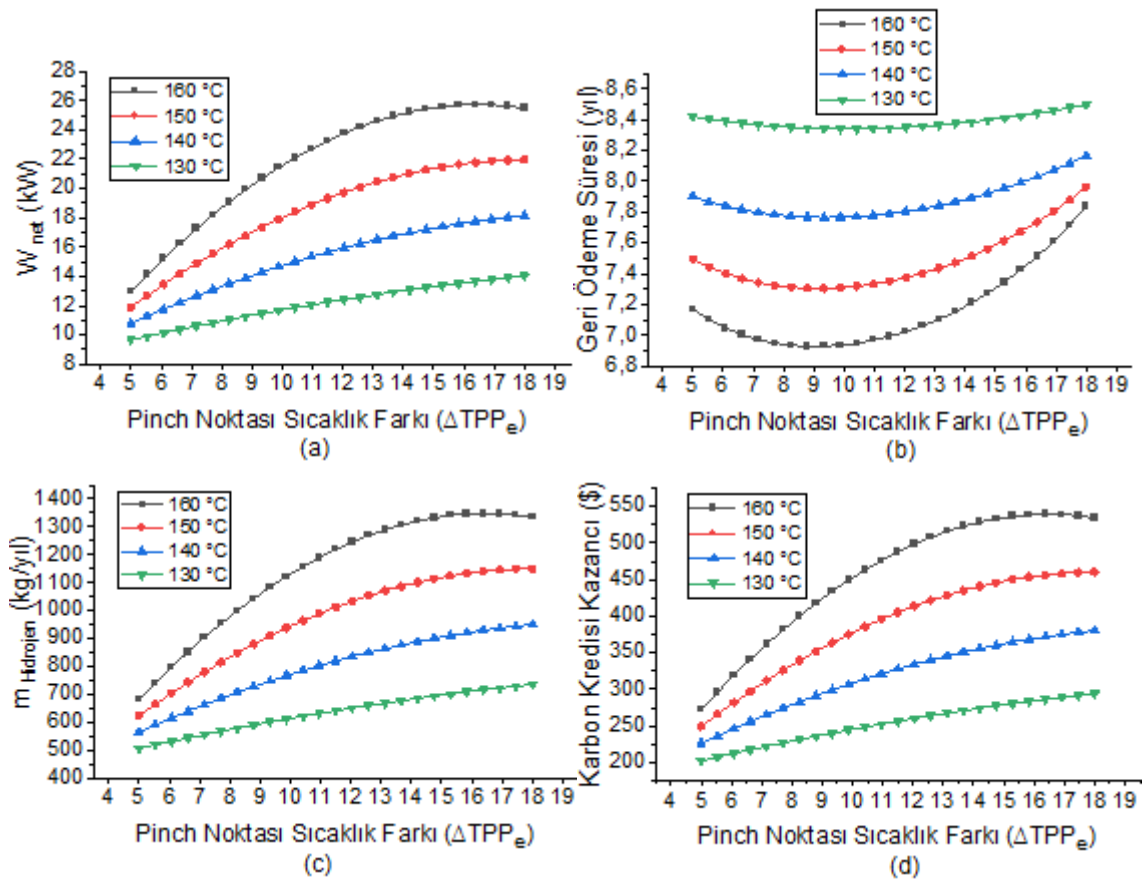 160 °C
150 °C
140 °C
130 °C
28
26
24
22
20
18
16
14
12
10
8
W net (kW)
4 5 6 7 8 9 10 11 12 13 14 15 16 17 18 19
Pinch Noktası Sıcaklık Farkı (ΔTPPe)
(a)
160 °C
150 °C
140 °C
130 °C
8,6
8,4
8,2
8,0
7,8
7,6
7,4
7,2
7,0
6,8
Geri Ödeme Süresi (yıl)
4 5 6 7 8 9 10 11 12 13 14 15 16 17 18 19
Pinch Noktası Sıcaklık Farkı (ΔTPPe)
(b)
160 °C
150 °C
140 °C
130 °C
1400
1300
1200
1100
1000
900
800
700
600
500
400
m Hidrojen (kg/yıl)
4 5 6 7 8 9 10 11 12 13 14 15 16 17 18 19
Pinch Noktası Sıcaklık Farkı (ΔTPPe)
(c)
160 °C
150 °C
140 °C
130 °C
550
500
450
400
350
300
250
200
Karbon Kredisi Kazancı ($)
4 5 6 7 8 9 10 11 12 13 14 15 16 17 18 19
Pinch Noktası Sıcaklık Farkı (ΔTPPe)
(d)